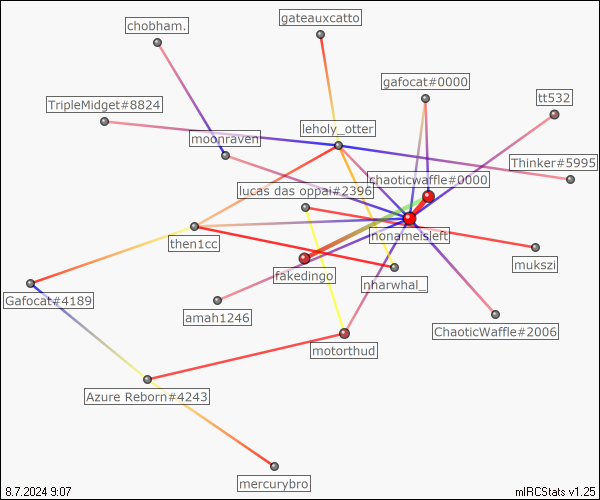 gateauxcatto
chobham.
gafocat#0000
tt532
TripleMidget#8824
leholy_otter
moonraven
Thinker#5995
chaoticwaffle#0000
lucas das oppai#2396
nonameisleft
then1cc
mukszi
fakedingo
nharwhal_
Gafocat#4189
amah1246
ChaoticWaffle#2006
motorthud
Azure Reborn#4243
mercurybro
8.7.2024 9:07
mIRCStats v1.25